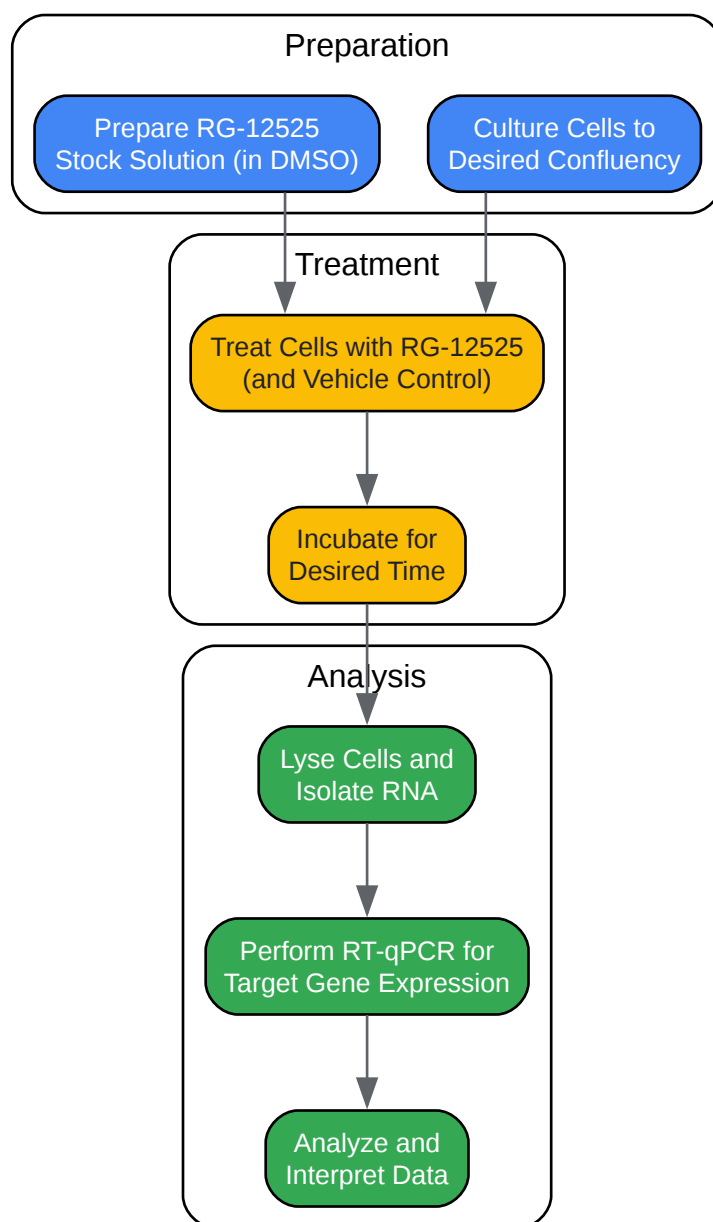 Preparation
Prepare RG-12525
Stock Solution (in DMSO)
Culture Cells to
Desired Confluency
Treatment
Treat Cells with RG-12525
(and Vehicle Control)
Incubate for
Desired Time
Analysis
Lyse Cells and
Isolate RNA
Perform RT-qPCR for
Target Gene Expression
Analyze and
Interpret Data